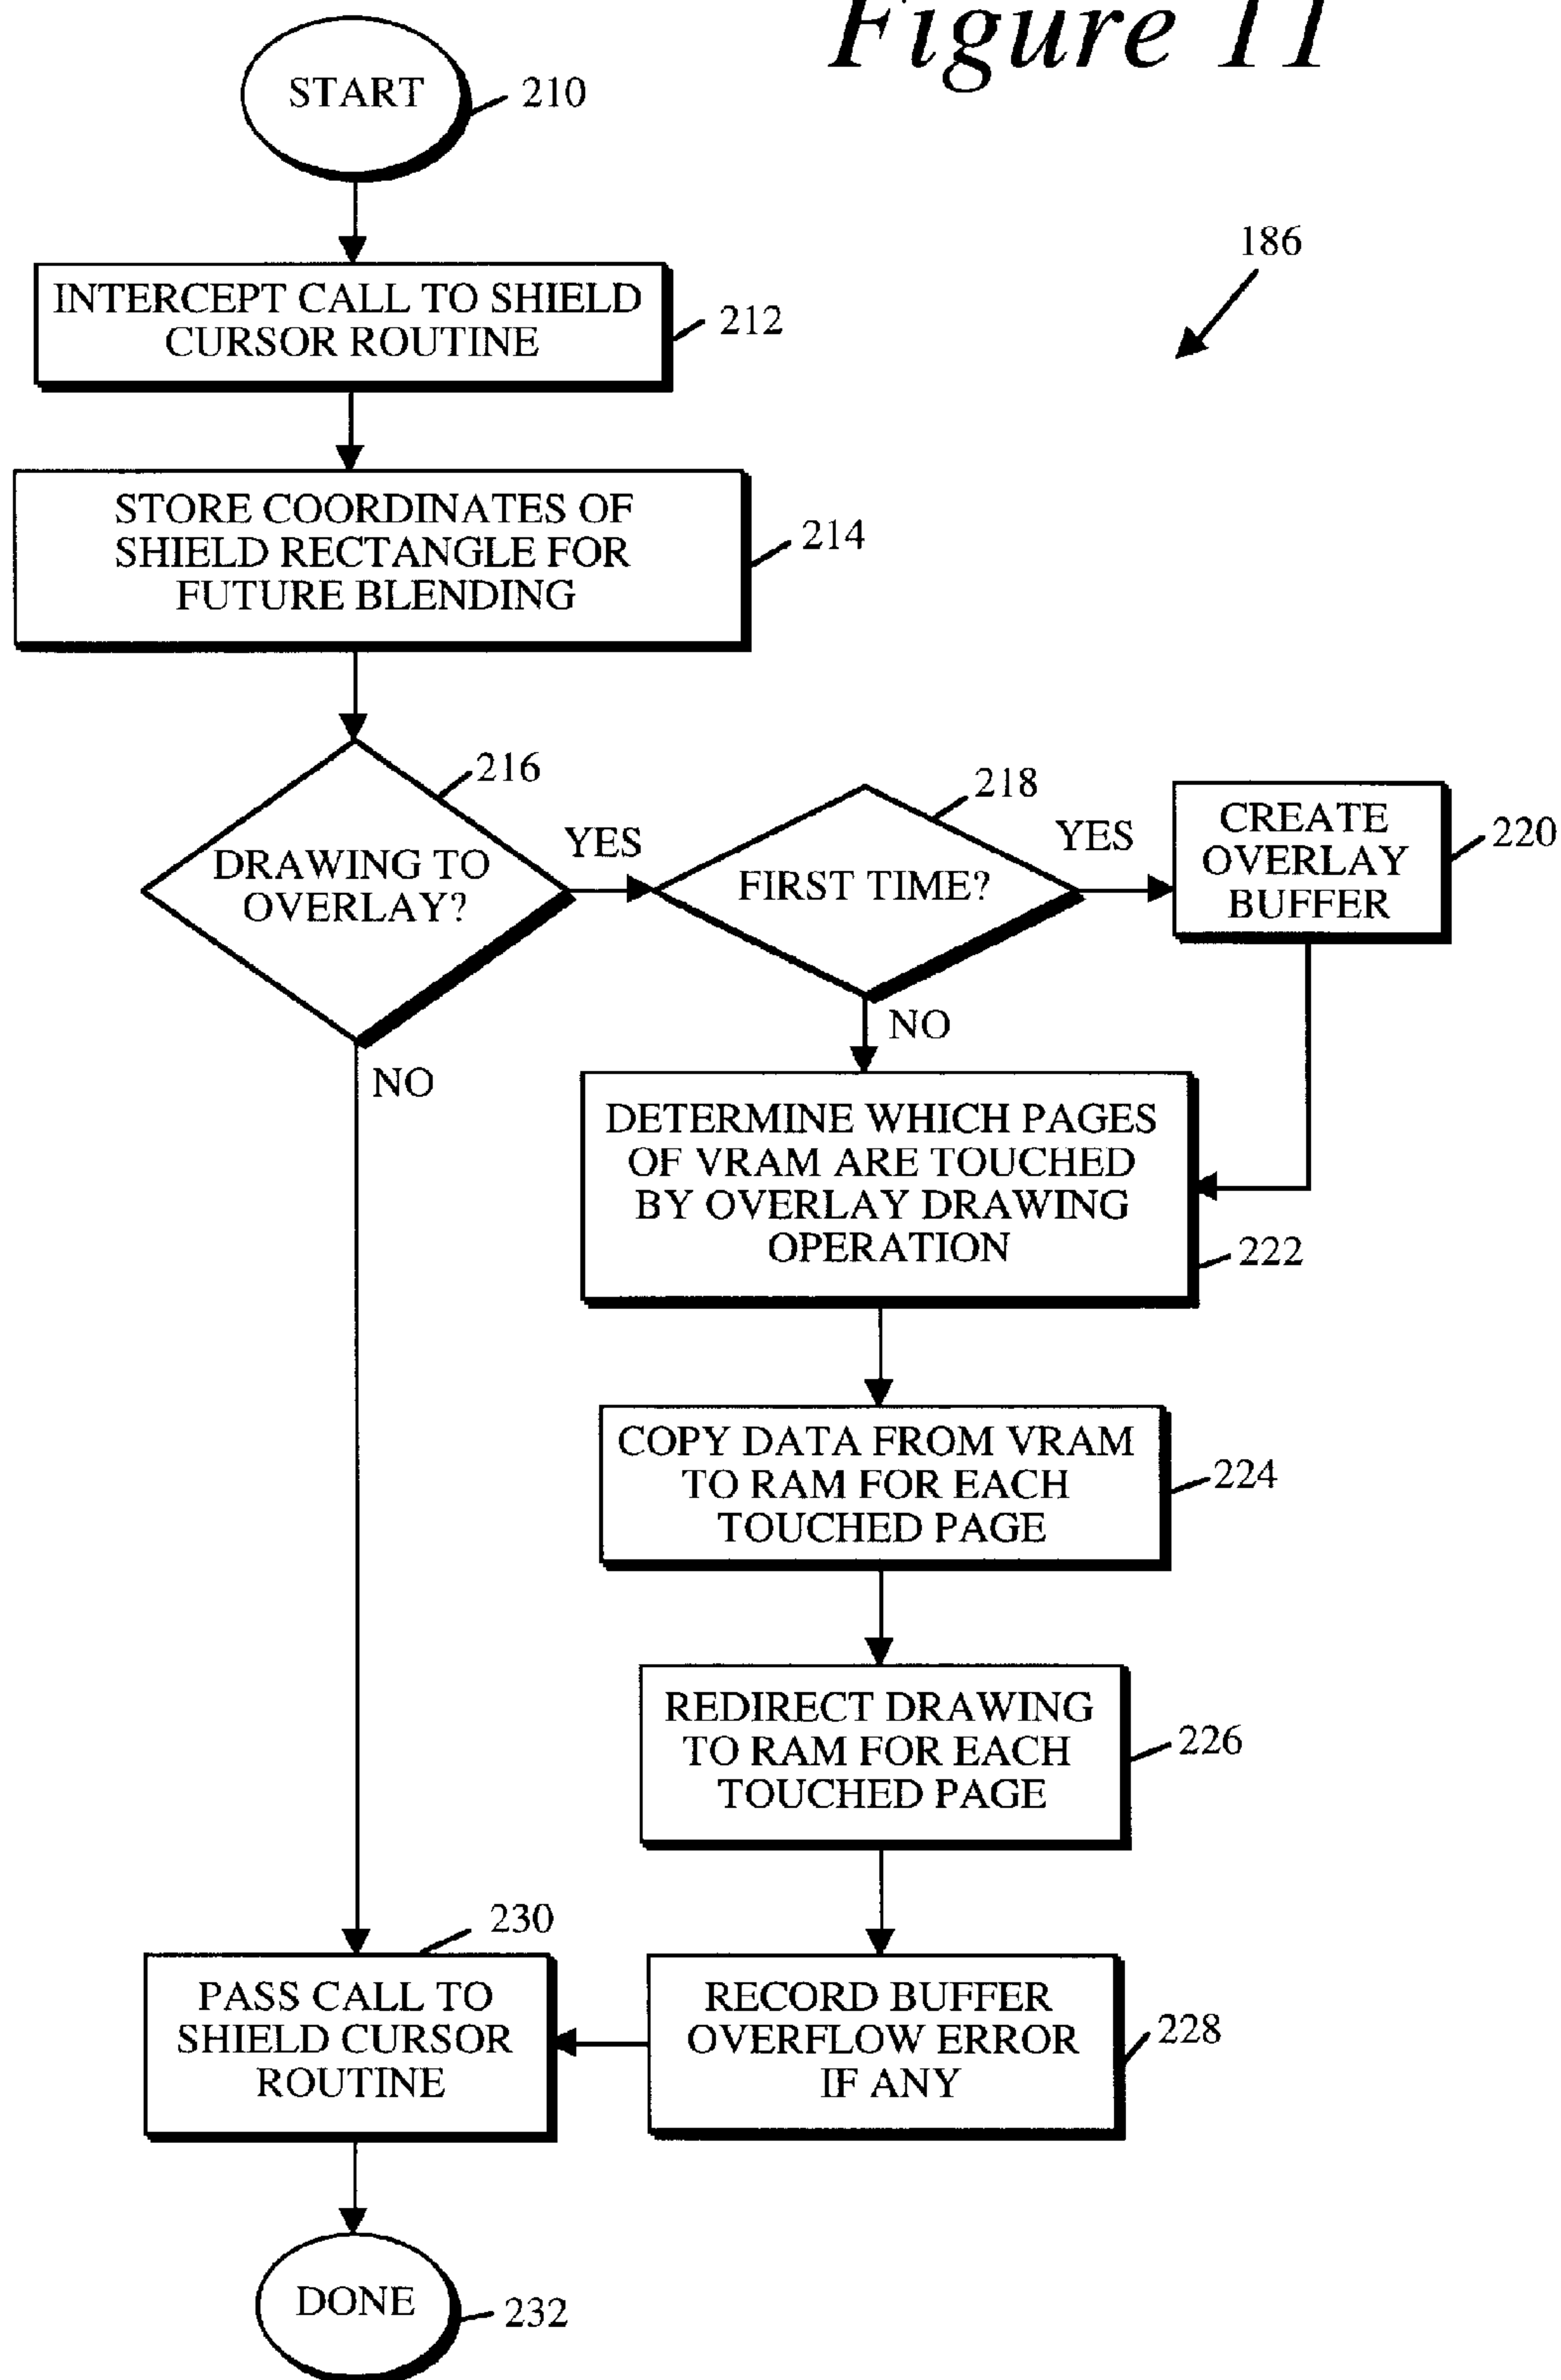 Figure 11
START
210
186
INTERCEPT CALL TO SHIELD
CURSOR ROUTINE
212
STORE COORDINATES OF
SHIELD RECTANGLE FOR
FUTURE BLENDING
214
DRAWING TO
OVERLAY?
216
YES
FIRST TIME?
218
YES
CREATE
OVERLAY
BUFFER
220
NO
NO
DETERMINE WHICH PAGES
OF VRAM ARE TOUCHED
BY OVERLAY DRAWING
OPERATION
222
COPY DATA FROM VRAM
TO RAM FOR EACH
TOUCHED PAGE
224
REDIRECT DRAWING
TO RAM FOR EACH
TOUCHED PAGE
226
230
PASS CALL TO
SHIELD CURSOR
ROUTINE
RECORD BUFFER
OVERFLOW ERROR
IF ANY
228
DONE
232